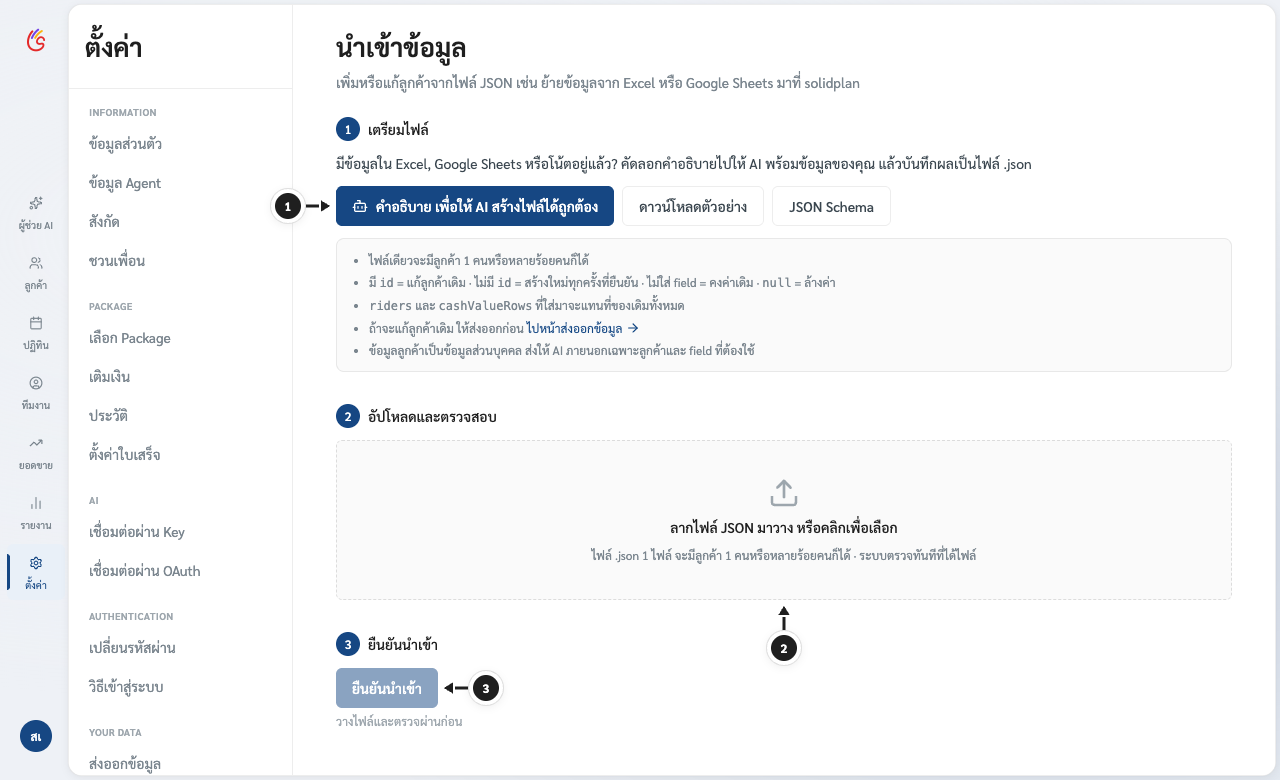 ตั้งค่า
INFORMATION
ข้อมูลส่วนตัว
ข้อมูล Agent
สังกัด
ชวนเพื่อน
PACKAGE
เลือก Package
เติมเงิน
ประวัติ
ตั้งค่าใบเสร็จ
AI
เชื่อมต่อผ่าน Key
เชื่อมต่อผ่าน OAuth
AUTHENTICATION
เปลี่ยนรหัสผ่าน
วิธีเข้าสู่ระบบ
YOUR DATA
ส่งออกข้อมูล
ผู้ช่วย AI
ลูกค้า
ปฏิทิน
ทีมงาน
ยอดขาย
รายงาน
ตั้งค่า
สเ
นำเข้าข้อมูล
เพิ่มหรือแก้ลูกค้าจากไฟล์ JSON เช่น ย้ายข้อมูลจาก Excel หรือ Google Sheets มาที่ solidplan
1 เตรียมไฟล์
มีข้อมูลใน Excel, Google Sheets หรือโน้ตอยู่แล้ว? คัดลอกคำอธิบายไปให้ AI พร้อมข้อมูลของคุณ แล้วบันทึกผลเป็นไฟล์ .json
1 คำอธิบาย เพื่อให้ AI สร้างไฟล์ได้ถูกต้อง ดาวน์โหลดตัวอย่าง JSON Schema
• ไฟล์เดียวจะมีลูกค้า 1 คนหรือหลายร้อยคนก็ได้
• มี id = แก้ลูกค้าเดิม · ไม่มี id = สร้างใหม่ทุกครั้งที่ยืนยัน · ไม่ใส่ field = คงค่าเดิม · null = ล้างค่า
• riders และ cashValueRows ที่ใส่มาจะแทนที่ของเดิมทั้งหมด
• ถ้าจะแก้ลูกค้าเดิม ให้ส่งออกก่อน ไปหน้าส่งออกข้อมูล →
• ข้อมูลลูกค้าเป็นข้อมูลส่วนบุคคล ส่งให้ AI ภายนอกเฉพาะลูกค้าและ field ที่ต้องใช้
2 อัปโหลดและตรวจสอบ
ลากไฟล์ JSON มาวาง หรือคลิกเพื่อเลือก
ไฟล์ .json 1 ไฟล์ จะมีลูกค้า 1 คนหรือหลายร้อยคนก็ได้ · ระบบตรวจทันทีที่ได้ไฟล์
2
3 ยืนยันนำเข้า
ยืนยันนำเข้า 3
วางไฟล์และตรวจผ่านก่อน